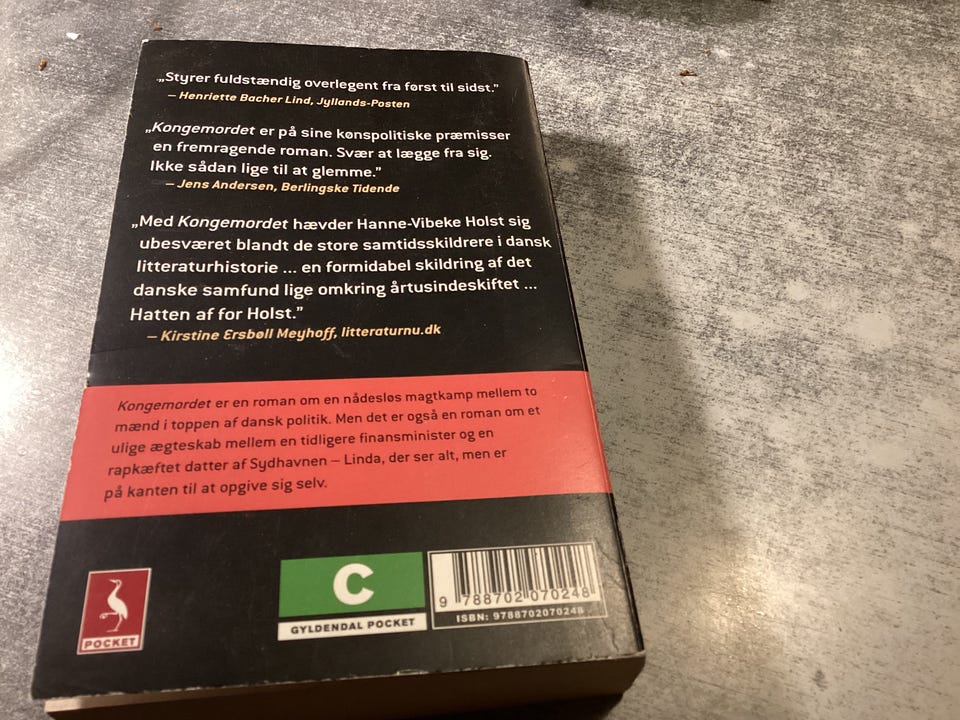 „Styrer fuldstændig overlegent fra først til sidst.”
– Henriette Bacher Lind, Jyllands-Posten
„Kongemordet er på sine kønspolitiske præmisser
en fremragende roman. Svær at lægge fra sig.
Ikke sådan lige til at glemme.”
– Jens Andersen, Berlingske Tidende
„Med Kongemordet hævder Hanne-Vibeke Holst sig
ubesværet blandt de store samtidsskildrere i dansk
litteraturhistorie ... en formidabel skildring af det
danske samfund lige omkring årtusindeskiftet ...
Hatten af for Holst.”
– Kirstine Ersbøll Meyhoff, litteraturnu.dk
Kongemordet er en roman om en nådesløs magtkamp mellem to
mænd i toppen af dansk politik. Men det er også en roman om et
ulige ægteskab mellem en tidligere finansminister og en
rapkæftet datter af Sydhavnen – Linda, der ser alt, men er
på kanten til at opgive sig selv.
POCKET
C
GYLDENDAL POCKET
9 788702 070248
ISBN: 9788702070248